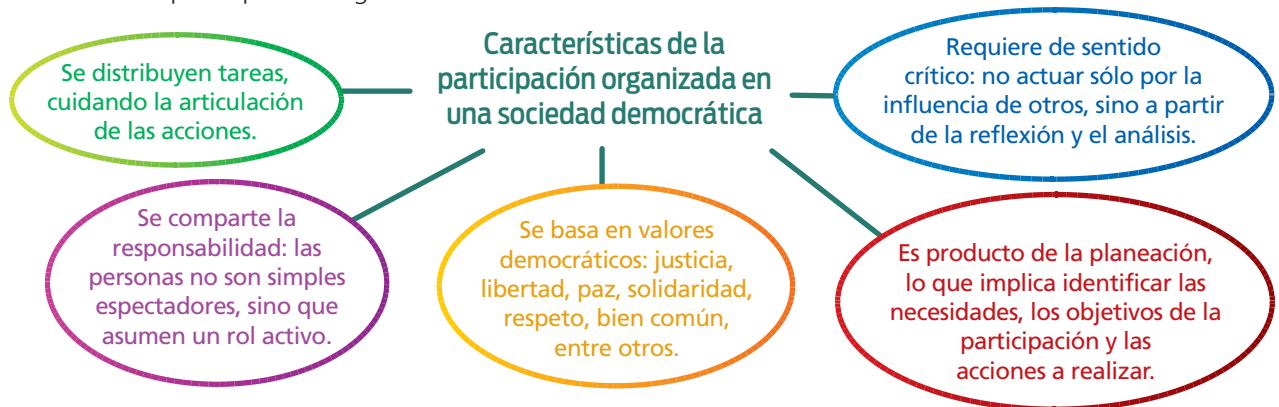 Características de la
participación organizada en
una sociedad democrática
Se distribuyen tareas,
cuidando la articulación
de las acciones.
Requiere de sentido
crítico: no actuar sólo por la
influencia de otros, sino a partir
de la reflexión y el análisis.
Se comparte la
responsabilidad: las
personas no son simples
espectadores, sino que
asumen un rol activo.
Se basa en valores
democráticos: justicia,
libertad, paz, solidaridad,
respeto, bien común,
entre otros.
Es producto de la planeación,
lo que implica identificar las
necesidades, los objetivos de la
participación y las
acciones a realizar.